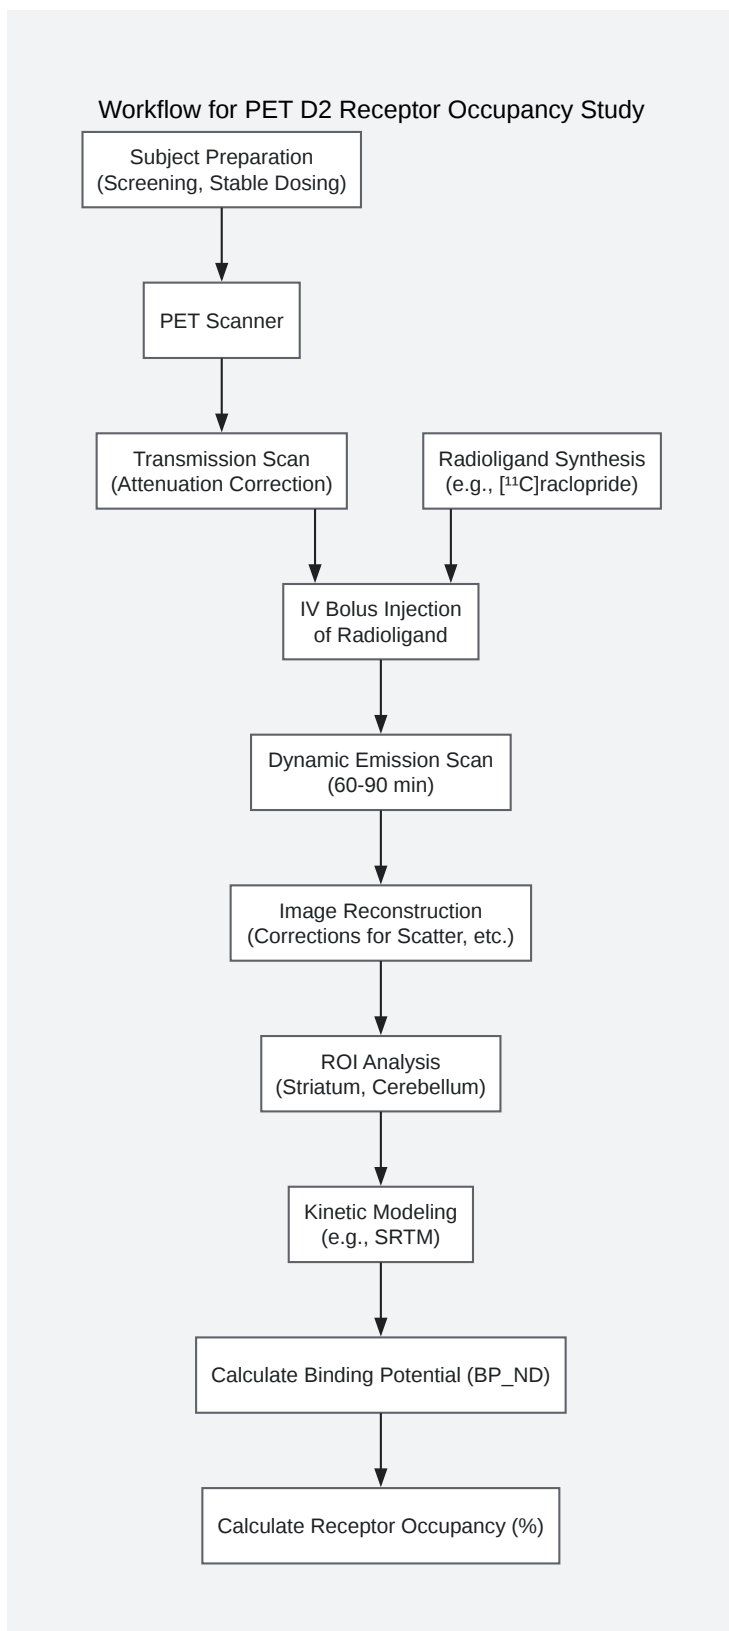 Workflow for PET D2 Receptor Occupancy Study
Subject Preparation
(Screening, Stable Dosing)
PET Scanner
Transmission Scan
(Attenuation Correction)
Radioligand Synthesis
(e.g., [¹¹C]raclopride)
IV Bolus Injection
of Radioligand
Dynamic Emission Scan
(60-90 min)
Image Reconstruction
(Corrections for Scatter, etc.)
ROI Analysis
(Striatum, Cerebellum)
Kinetic Modeling
(e.g., SRTM)
Calculate Binding Potential (BP_ND)
Calculate Receptor Occupancy (%)